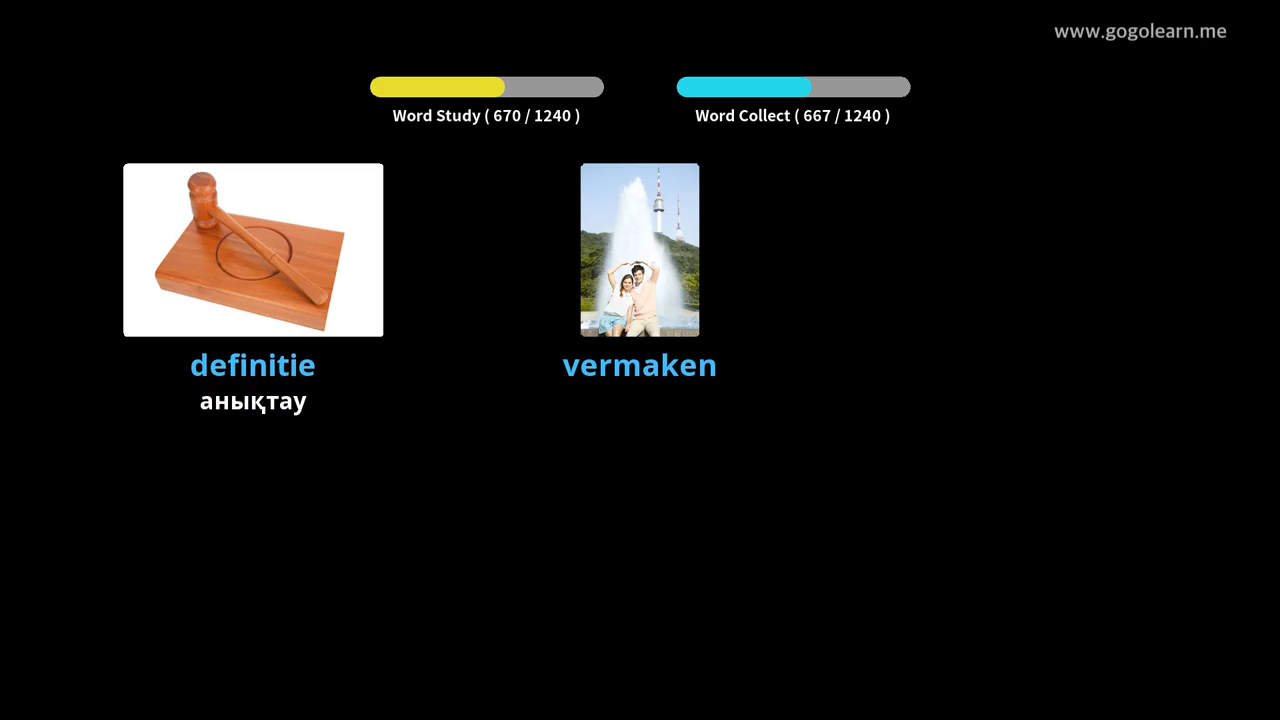 www.gogolearn.me
Word Study ( 670 / 1240 )
Word Collect ( 667 / 1240 )
definitie
анықтау
vermaken